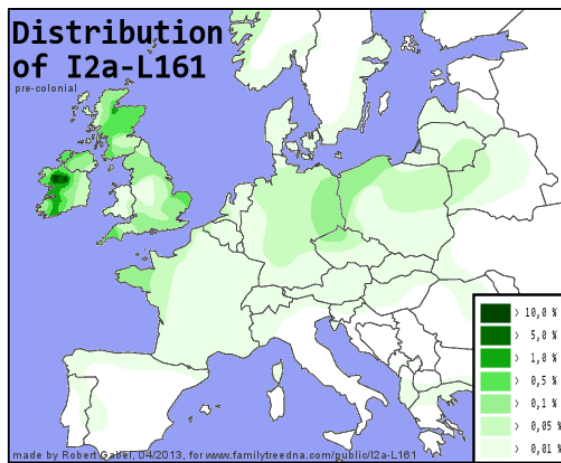 Distribution
of I2a-L161
pre-colonial
> 10,0 %
> 5,0 %
> 1,0 %
> 0,5 %
> 0,1 %
> 0,05 %
> 0,01 %
made by Robert Gabel, 04/2013, for www.familytreedna.com/public/I2a-L161